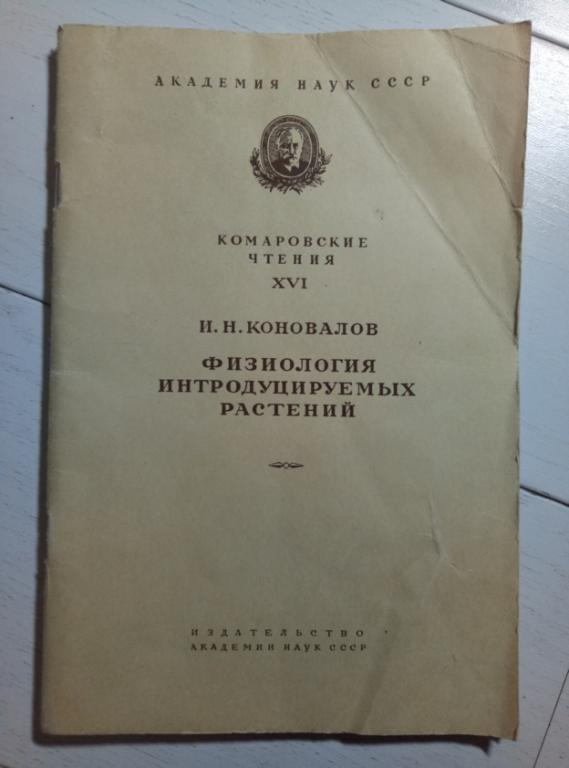 АКАДЕМИЯ НАУК СССР
КОМАРОВСКИЕ
ЧТЕНИЯ
XVI
И. Н. КОНОВАЛОВ
ФИЗИОЛОГИЯ
ИНТРОДУЦИРУЕМЫХ
РАСТЕНИЙ
ИЗДАТЕЛЬСТВО
АКАДЕМИИ НАУК СССР